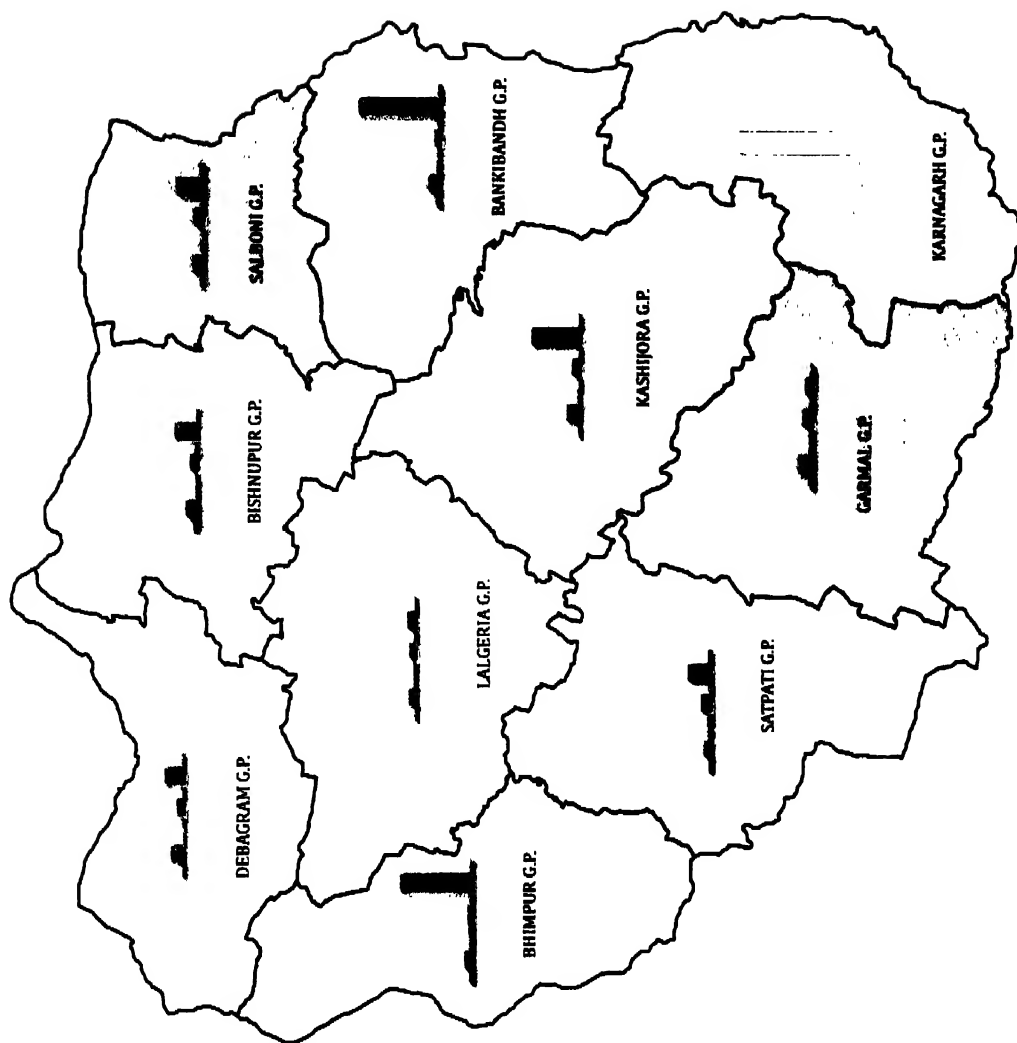 DEBAGRAM G.P.
BISHNUPUR G.P.
SALBONI G.P.
BHIMPUR G.P.
LALGERIA G.P.
BANKIBANDH G.P.
KASHIJORA G.P.
SATPATI G.P.
GARMAL G.P.
KARNAGARH G.P.